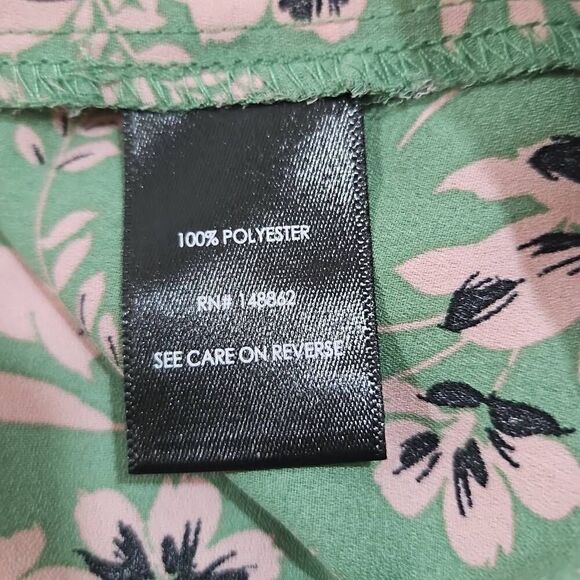 100% POLYESTER
RN# 148862
SEE CARE ON REVERSE